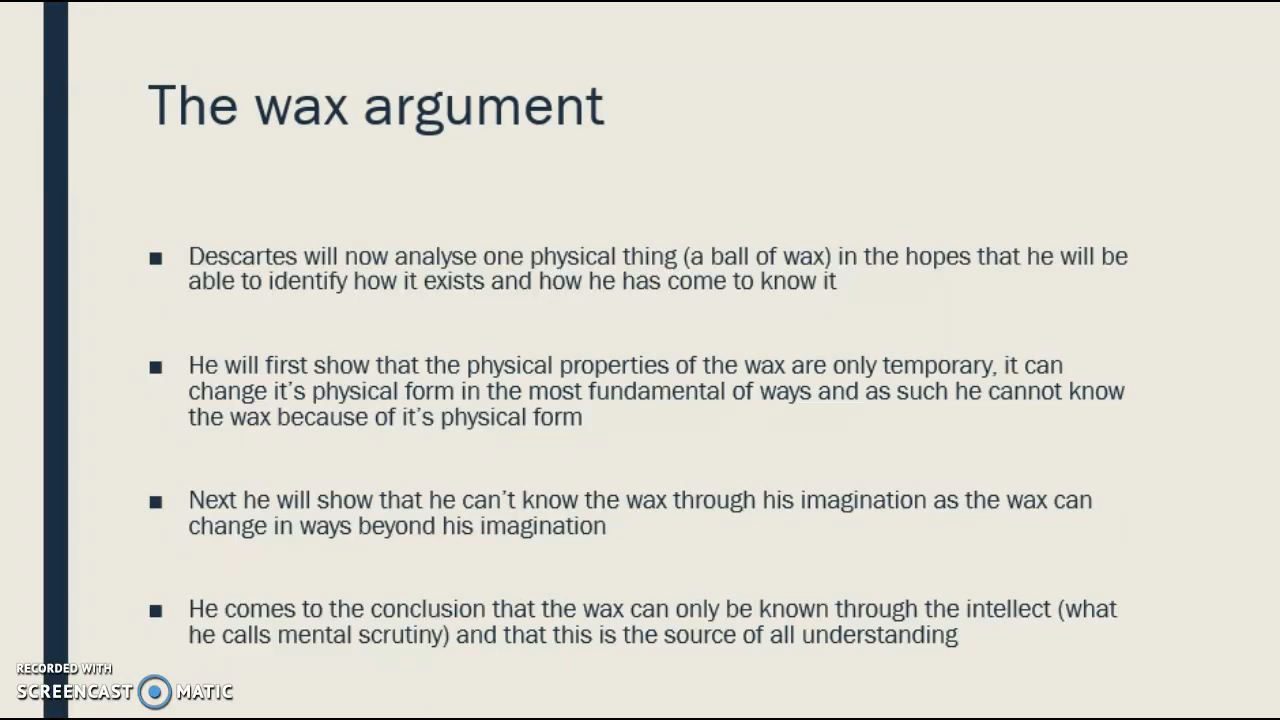 The wax argument
■ Descartes will now analyse one physical thing (a ball of wax) in the hopes that he will be
able to identify how it exists and how he has come to know it
■ He will first show that the physical properties of the wax are only temporary, it can
change it’s physical form in the most fundamental of ways and as such he cannot know
the wax because of it’s physical form
■ Next he will show that he can’t know the wax through his imagination as the wax can
change in ways beyond his imagination
■ He comes to the conclusion that the wax can only be known through the intellect (what
he calls mental scrutiny) and that this is the source of all understanding
RECORDED WITH
SCREENCAST MATIC